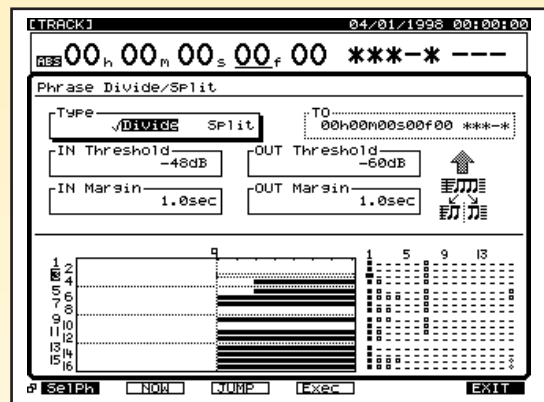 [TRACK] 04/01/1998 00:00:00
ABS 00h 00m 00s 00f 00 ***-* ---
Phrase Divide/Split
Type
√Divide Split
TO
00h00m00s00f00 ***-*
IN Threshold
-48dB
OUT Threshold
-60dB
IN Margin
1.0sec
OUT Margin
1.0sec
1 5 9 13
1
2
3
4
5
6
7
8
9
10
11
12
13
14
15
16
SelPh NOW JUMP Exec EXIT